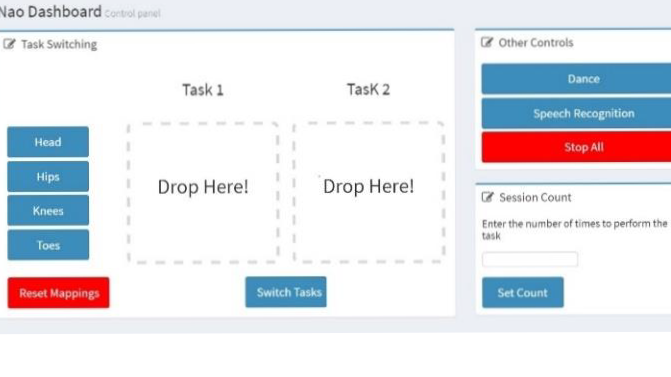 Nao Dashboard Control panel
Task Switching
Task 1
TasK 2
Head
Hips
Knees
Toes
Drop Here!
Drop Here!
Reset Mappings
Switch Tasks
Other Controls
Dance
Speech Recognition
Stop All
Session Count
Enter the number of times to perform the
task
Set Count